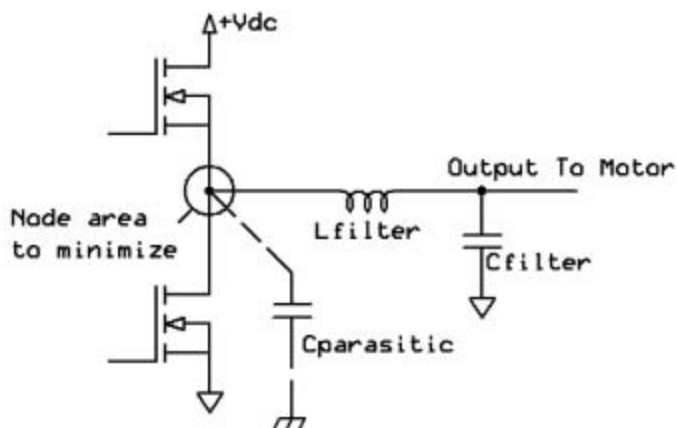 +Vdc
Output To Motor
Node area
to minimize
Lfilter
Cfilter
Cparasitic